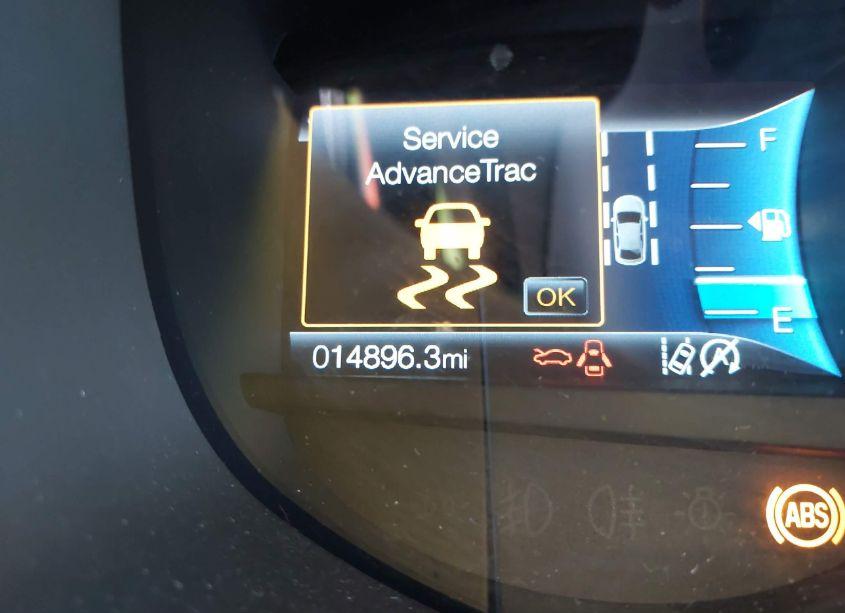 Service
AdvanceTrac
OK
F
E
014896.3mi
A
ABS